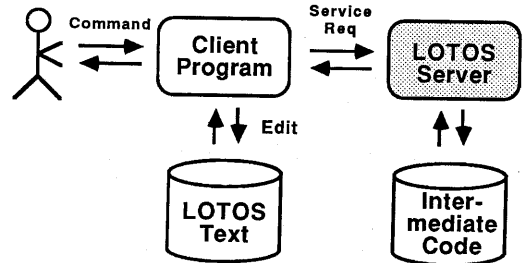 Command
Client
Program
Service
Req
LOTOS
Server
Edit
LOTOS
Text
Inter-
mediate
Code